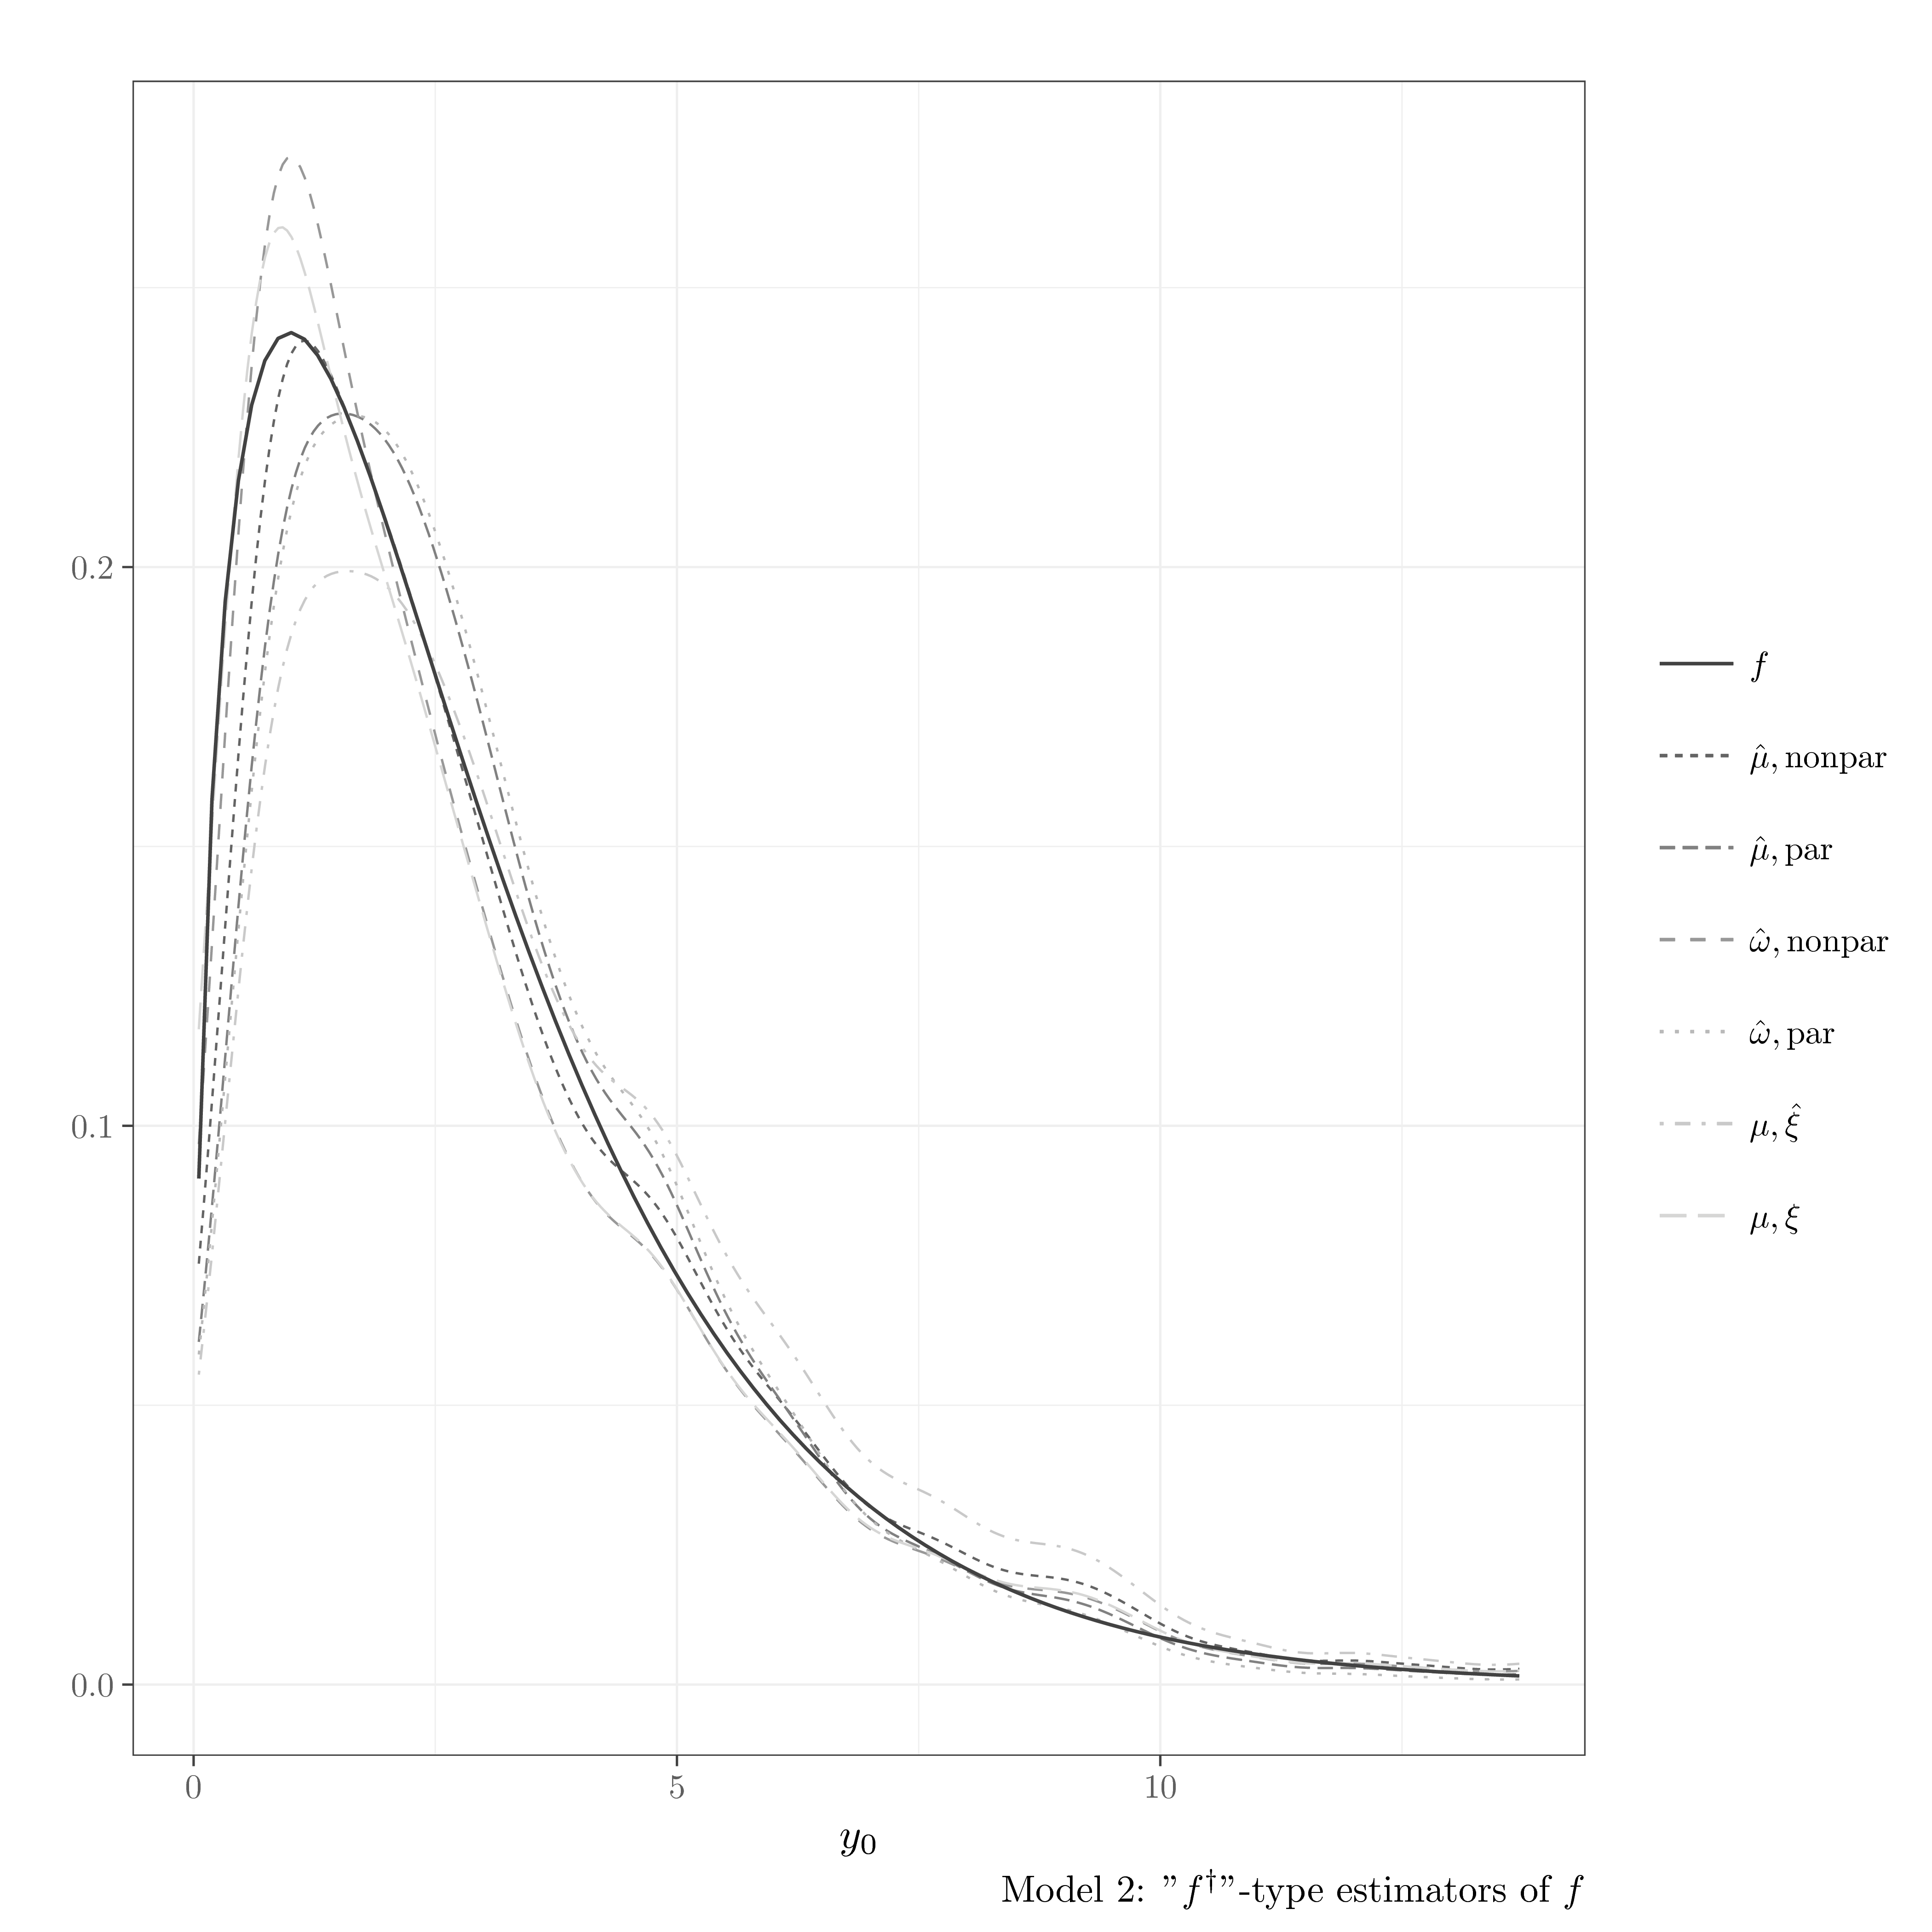 0.2
0.1
0.0
0 5 10
y₀
f
μ̂, nonpar
μ̂, par
ω̂, nonpar
ω̂, par
μ, ξ̂
μ, ξ
Model 2: ”f†”-type estimators of f